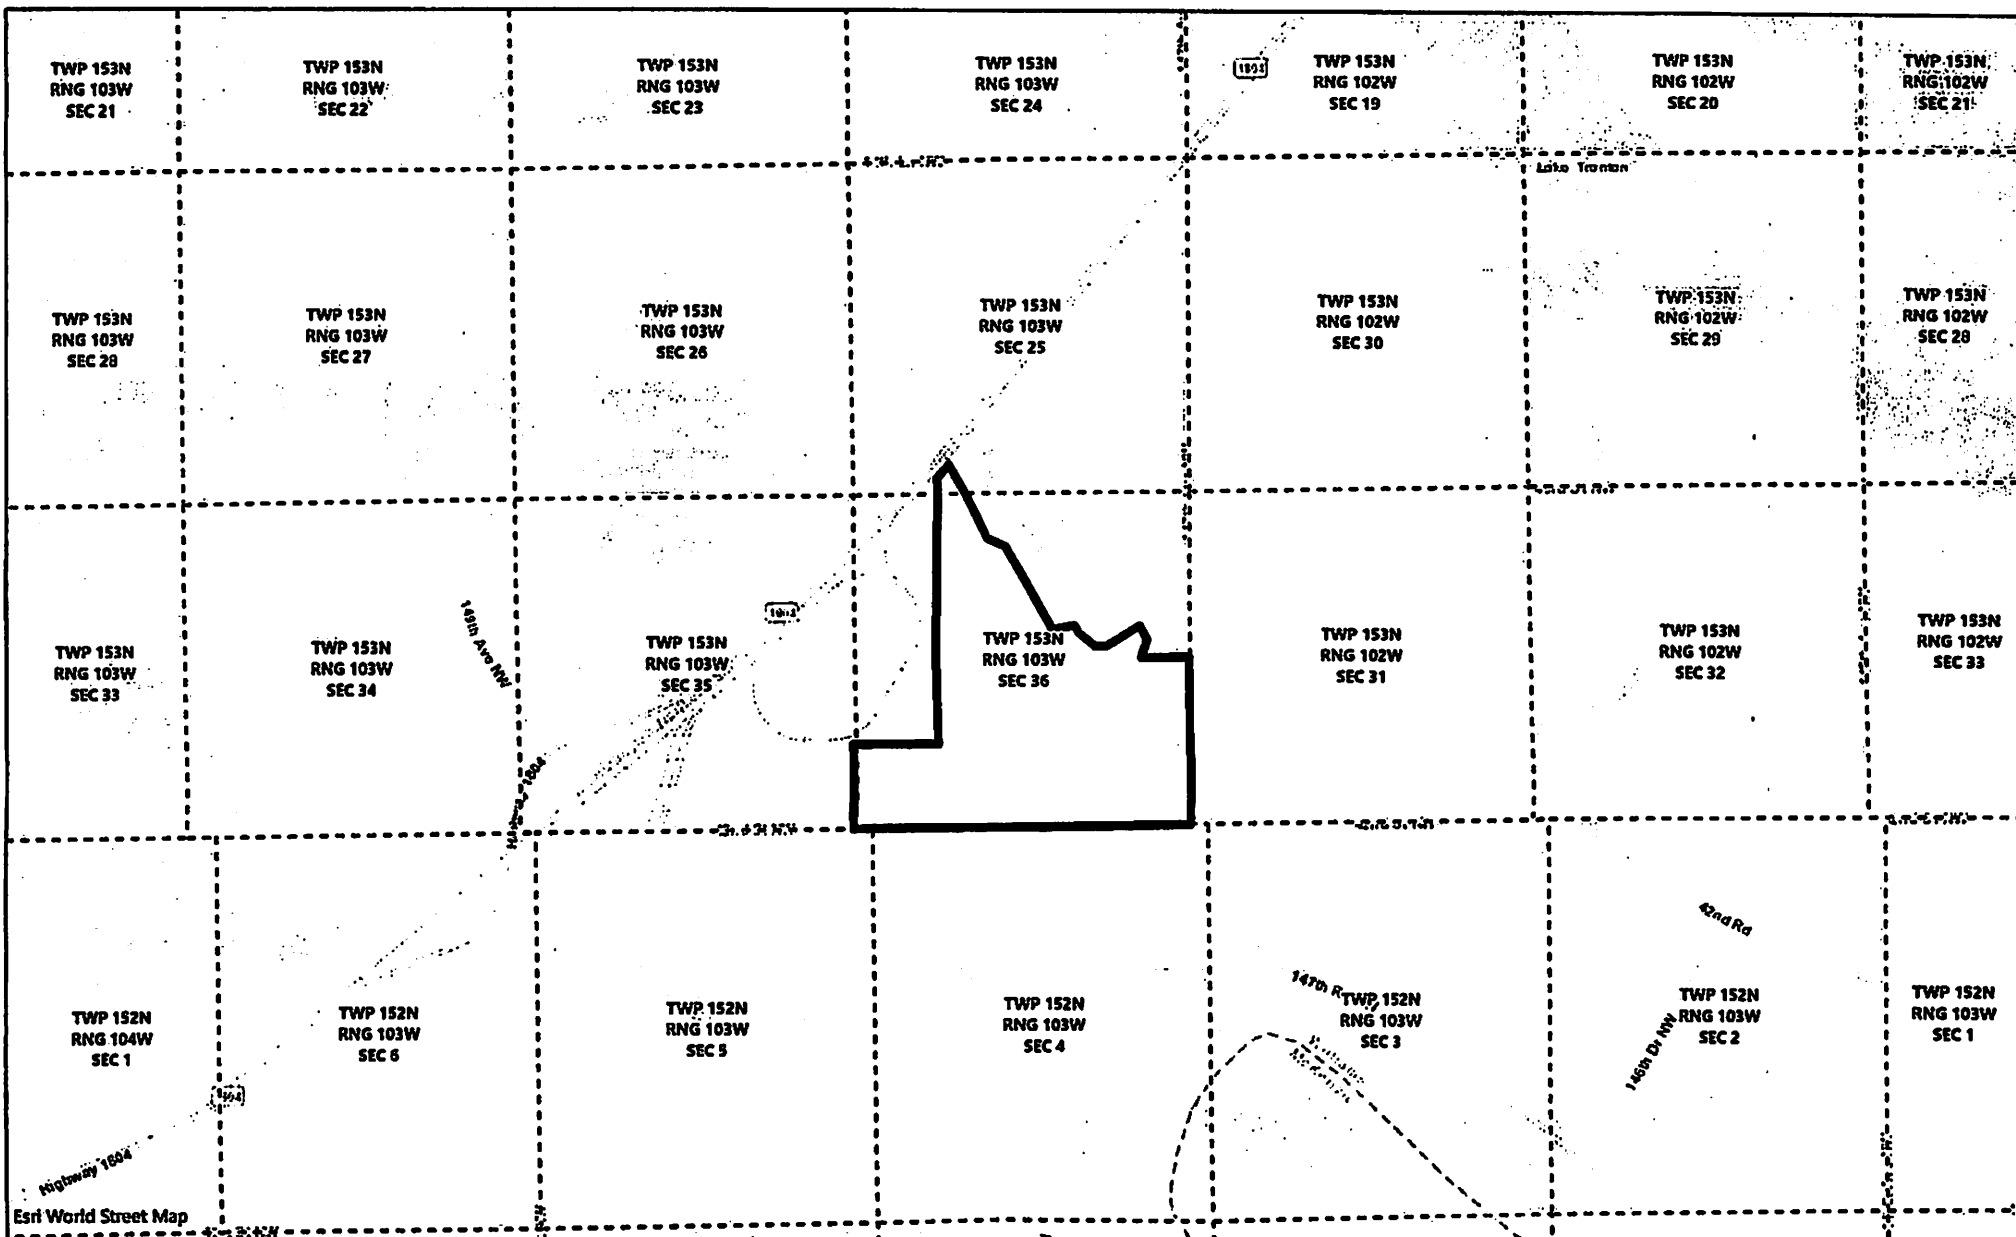 TWP 153N
RNG 103W
SEC 21
TWP 153N
RNG 103W
SEC 22
TWP 153N
RNG 103W
SEC 23
TWP 153N
RNG 103W
SEC 24
1804
TWP 153N
RNG 102W
SEC 19
TWP 153N
RNG 102W
SEC 20
TWP 153N
RNG 102W
SEC 21
Lake Trenton
TWP 153N
RNG 103W
SEC 28
TWP 153N
RNG 103W
SEC 27
TWP 153N
RNG 103W
SEC 26
TWP 153N
RNG 103W
SEC 25
TWP 153N
RNG 102W
SEC 30
TWP 153N
RNG 102W
SEC 29
TWP 153N
RNG 102W
SEC 28
149th Ave NW
TWP 153N
RNG 103W
SEC 33
TWP 153N
RNG 103W
SEC 34
TWP 153N
RNG 103W
SEC 35
TWP 153N
RNG 103W
SEC 36
TWP 153N
RNG 102W
SEC 31
TWP 153N
RNG 102W
SEC 32
TWP 153N
RNG 102W
SEC 33
Highway 1804
42nd Rd
147th R
TWP 152N
RNG 104W
SEC 1
TWP 152N
RNG 103W
SEC 6
TWP 152N
RNG 103W
SEC 5
TWP 152N
RNG 103W
SEC 4
TWP 152N
RNG 103W
SEC 3
TWP 152N
RNG 103W
SEC 2
TWP 152N
RNG 103W
SEC 1
146th Dr NW
Highway 1804
Esri World Street Map